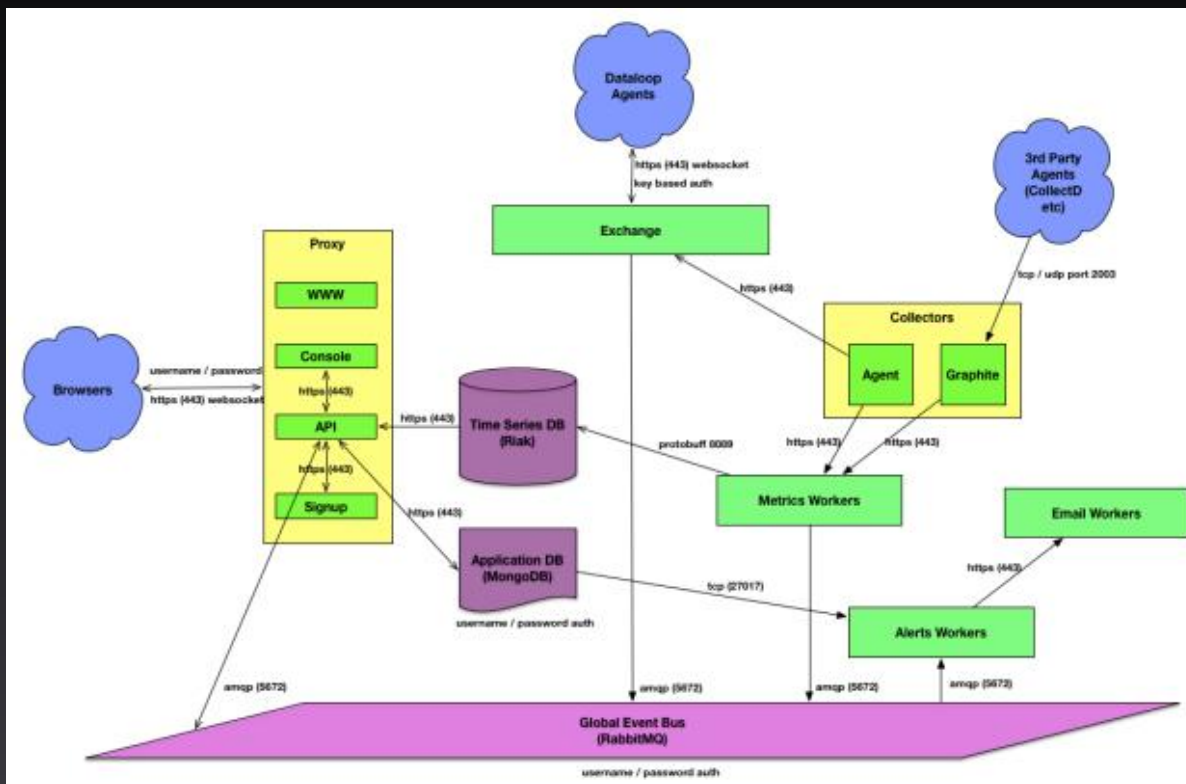 Dataloop
Agents
https (443) websocket
key based auth
3rd Party
Agents
(CollectD
etc)
Exchange
Proxy
WWW
tcp / udp port 2003
https (443)
Collectors
Console
Agent
Graphite
username / password
Browsers
https (443)
https (443) websocket
API
https (443)
Time Series DB
(Riak)
https (443)
https (443)
protobuff 8089
https (443)
Signup
Metrics Workers
Email Workers
https (443)
Application DB
(MongoDB)
https (443)
tcp (27017)
username / password auth
Alerts Workers
amqp (5672)
amqp (5672)
amqp (5672)
amqp (5672)
Global Event Bus
(RabbitMQ)
username / password auth